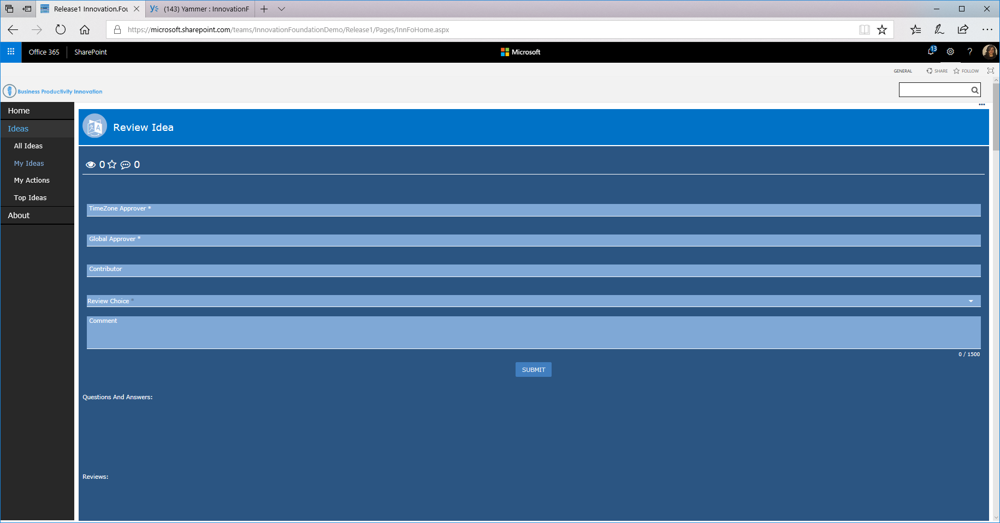 Release1 Innovation.Fou
(143) Yammer : InnovationF
https://microsoft.sharepoint.com/teams/InnovationFoundationDemo/Release1/Pages/InnFoHome.aspx
Office 365
SharePoint
Microsoft
13
?
GENERAL
SHARE
FOLLOW
Business Productivity Innovation
Home
Ideas
All Ideas
My Ideas
My Actions
Top Ideas
About
A
Review Idea
0
0
TimeZone Approver *
Global Approver *
Contributor
Review Choice *
Comment
0 / 1500
SUBMIT
Questions And Answers:
Reviews: